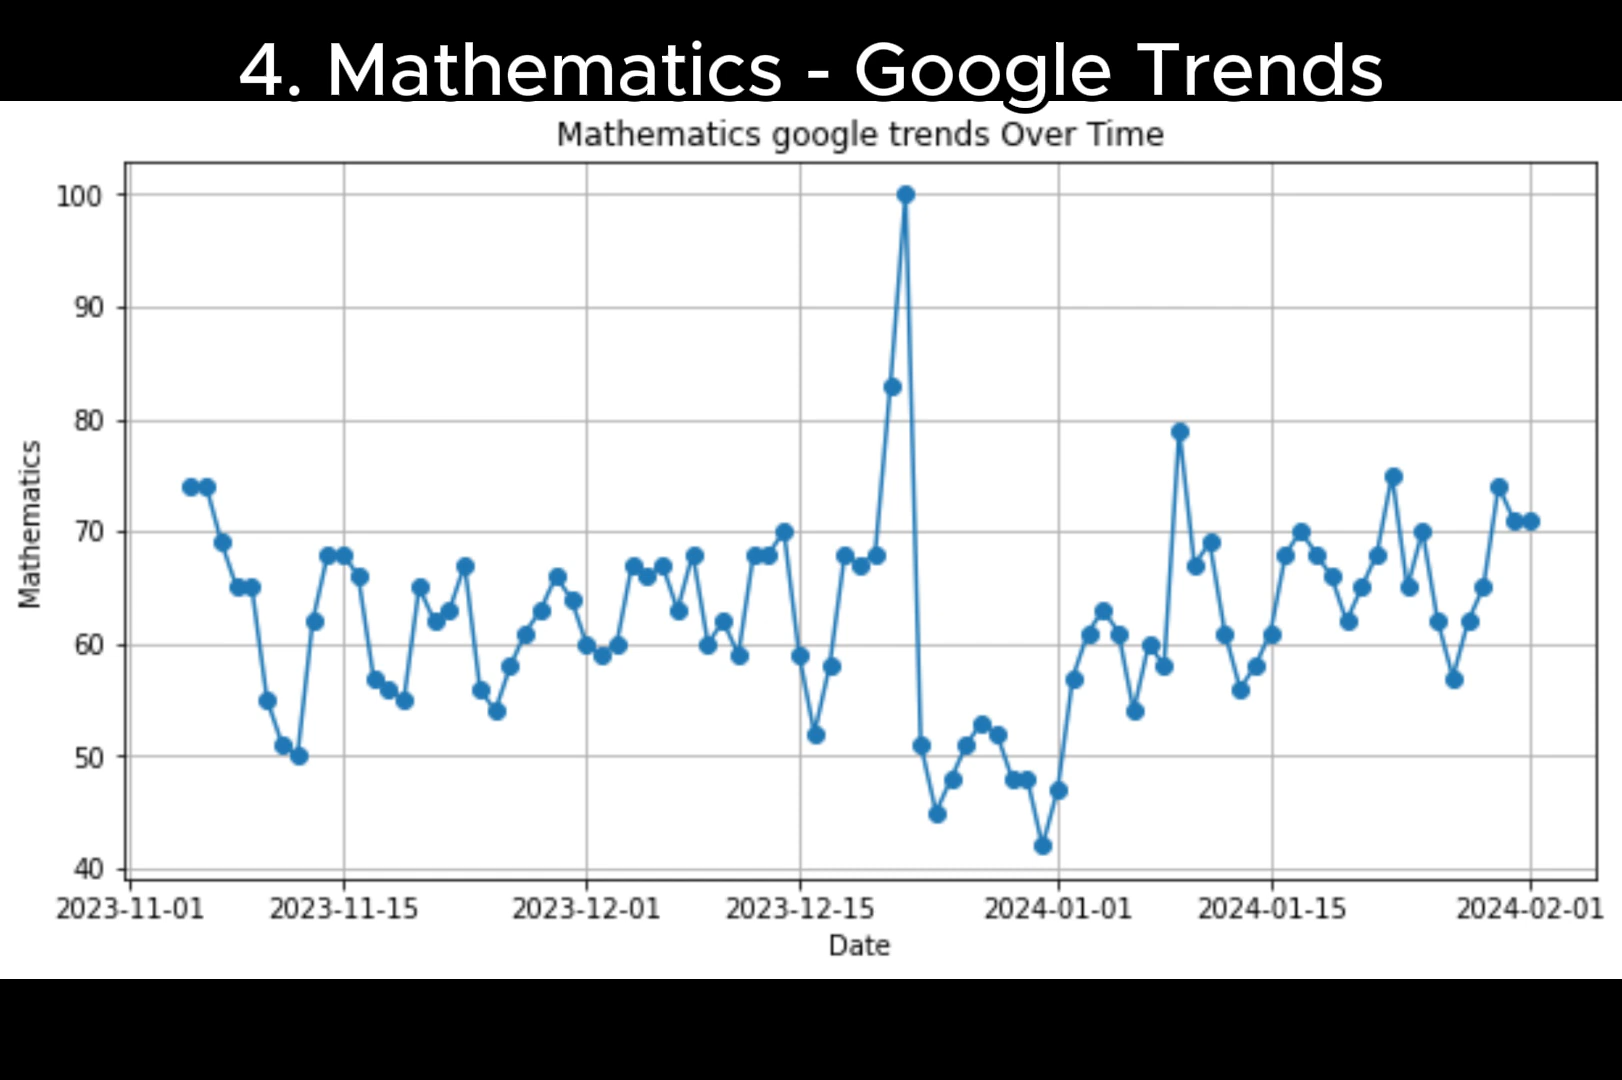 4. Mathematics - Google Trends
Mathematics google trends Over Time
100
90
80
70
60
50
40
Mathematics
2023-11-01 2023-11-15 2023-12-01 2023-12-15 2024-01-01 2024-01-15 2024-02-01
Date